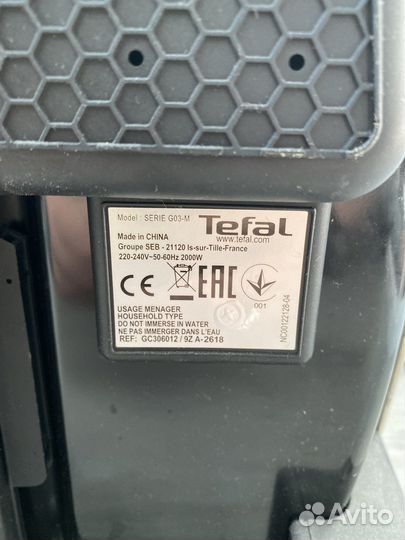 Model : SERIE G03-M
Tefal
www.tefal.com
Made in CHINA
Groupe SEB - 21120 Is-sur-Tille-France
220-240V~50-60Hz 2000W
CE
EAC
001
USAGE MENAGER
HOUSEHOLD TYPE
DO NOT IMMERSE IN WATER
NE PAS IMMERGER DANS L'EAU
REF: GC306012 / 9Z A-2618
NC00122128-04
Avito